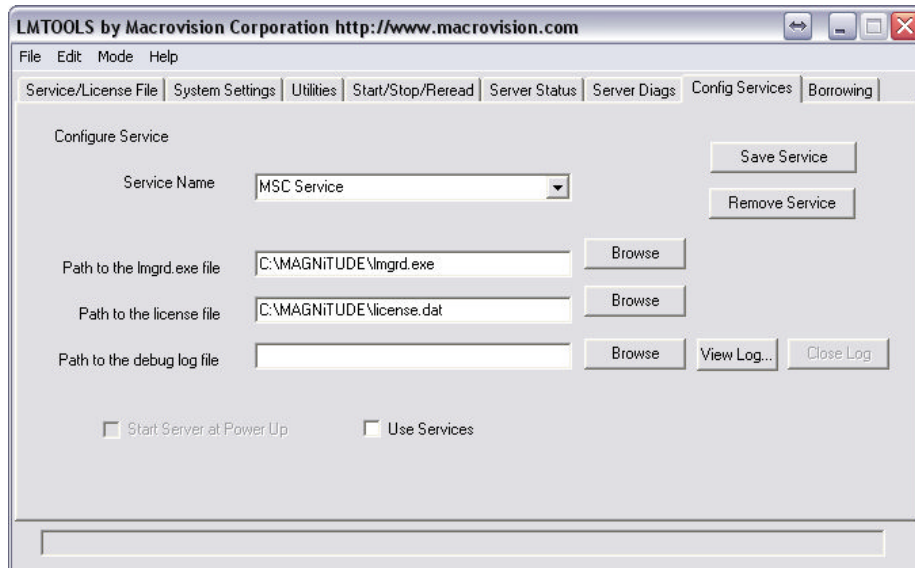 LMTOOLS by Macrovision Corporation http://www.macrovision.com
File Edit Mode Help
Service/License File System Settings Utilities Start/Stop/Reread Server Status Server Diags Config Services Borrowing
Configure Service
Save Service
Service Name MSC Service
Remove Service
Path to the lmgrd.exe file C:\MAGNiTUDE\lmgrd.exe Browse
Path to the license file C:\MAGNiTUDE\license.dat Browse
Path to the debug log file Browse View Log... Close Log
Start Server at Power Up Use Services